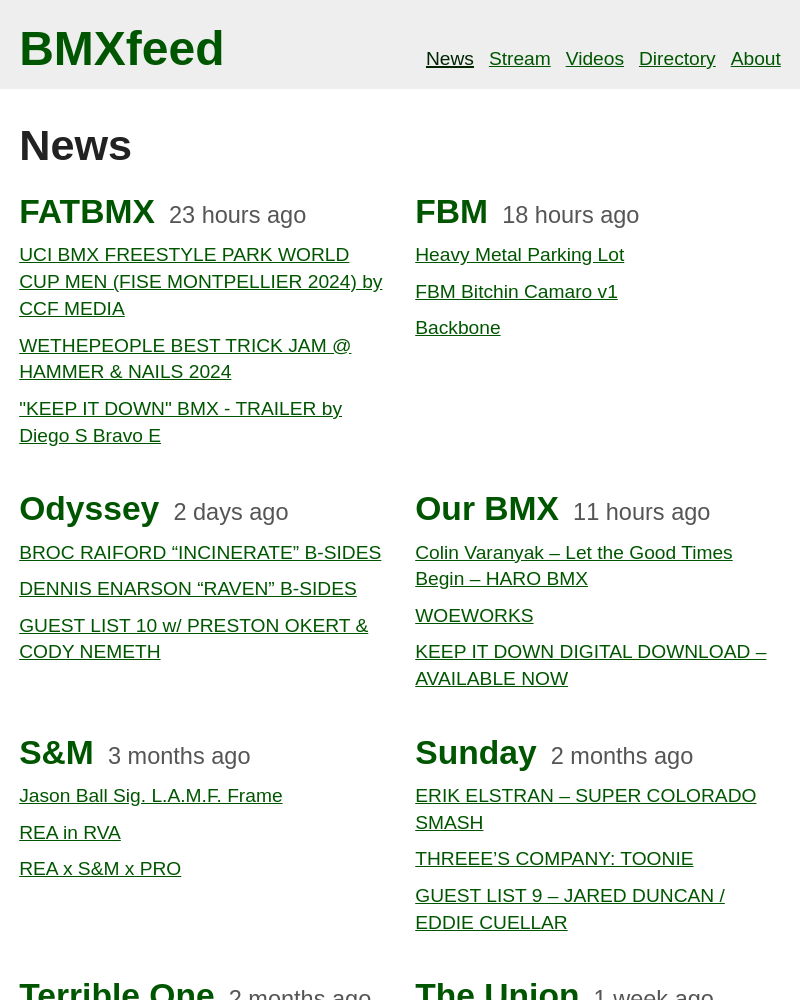 BMXfeed
News Stream Videos Directory About
News
FATBMX 23 hours ago
UCI BMX FREESTYLE PARK WORLD
CUP MEN (FISE MONTPELLIER 2024) by
CCF MEDIA
WETHEPEOPLE BEST TRICK JAM @
HAMMER & NAILS 2024
"KEEP IT DOWN" BMX - TRAILER by
Diego S Bravo E
FBM 18 hours ago
Heavy Metal Parking Lot
FBM Bitchin Camaro v1
Backbone
Odyssey 2 days ago
BROC RAIFORD “INCINERATE” B-SIDES
DENNIS ENARSON “RAVEN” B-SIDES
GUEST LIST 10 w/ PRESTON OKERT &
CODY NEMETH
Our BMX 11 hours ago
Colin Varanyak – Let the Good Times
Begin – HARO BMX
WOEWORKS
KEEP IT DOWN DIGITAL DOWNLOAD –
AVAILABLE NOW
S&M 3 months ago
Jason Ball Sig. L.A.M.F. Frame
REA in RVA
REA x S&M x PRO
Sunday 2 months ago
ERIK ELSTRAN – SUPER COLORADO
SMASH
THREEE’S COMPANY: TOONIE
GUEST LIST 9 – JARED DUNCAN /
EDDIE CUELLAR
Terrible One 2 months ago
The Union 1 week ago